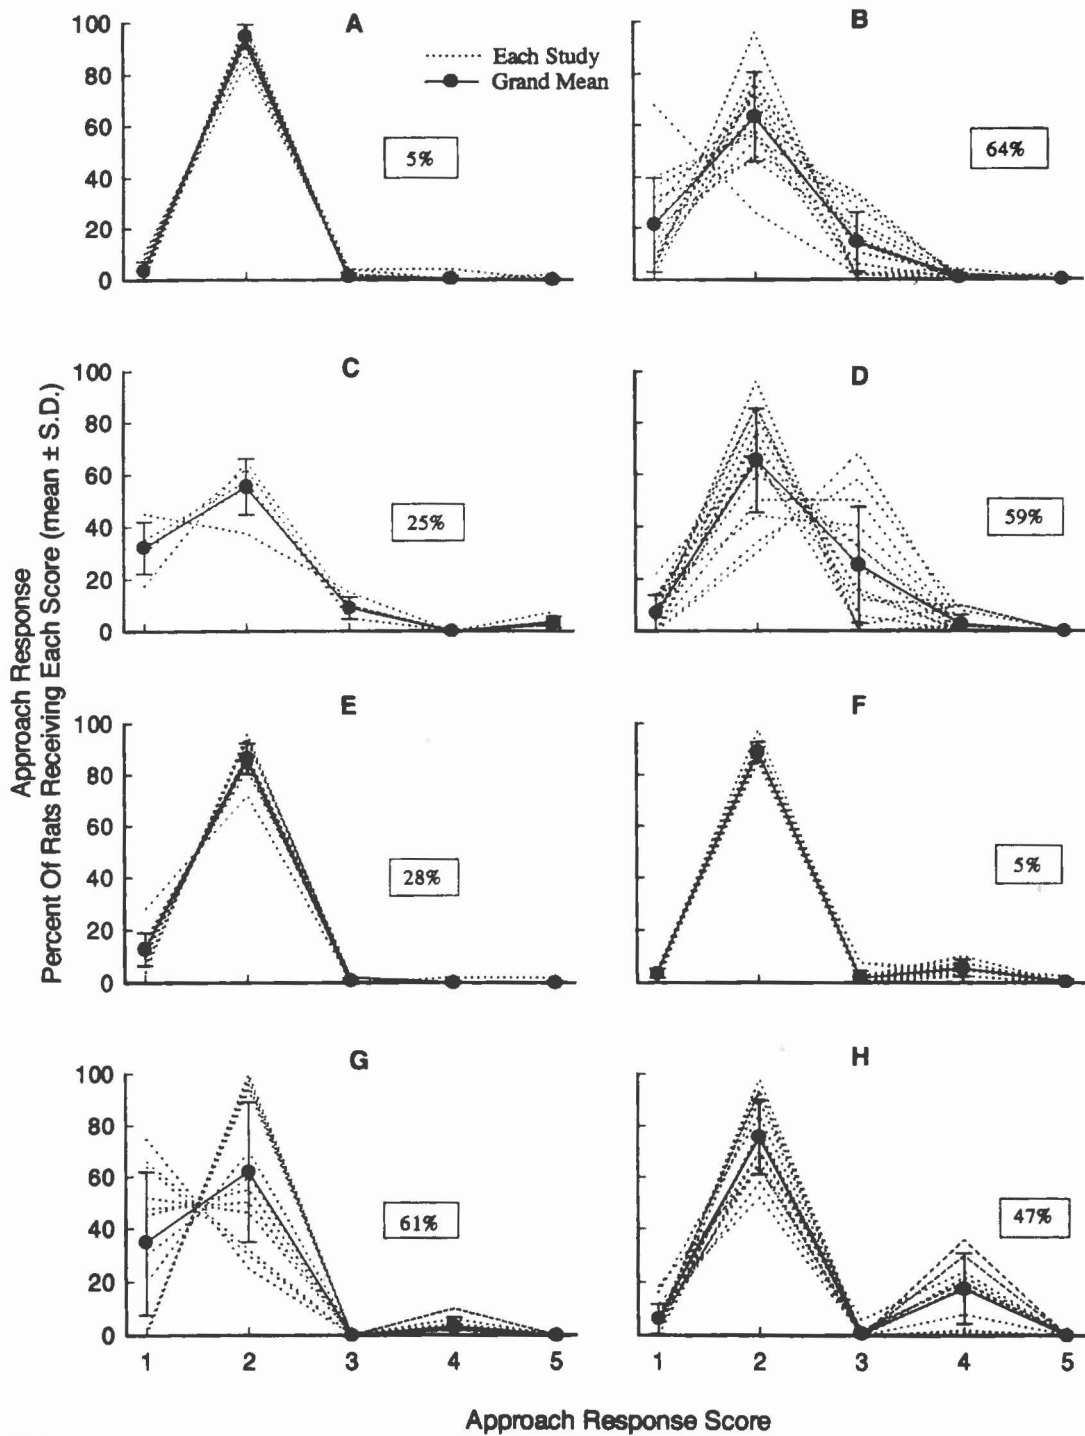 A
B
Each Study
Grand Mean
100
80
60
40
20
0
5%
64%
C
D
100
80
60
40
20
0
25%
59%
E
F
100
80
60
40
20
0
28%
5%
G
H
100
80
60
40
20
0
61%
47%
1 2 3 4 5
1 2 3 4 5
Approach Response
Percent Of Rats Receiving Each Score (mean ± S.D.)
Approach Response Score